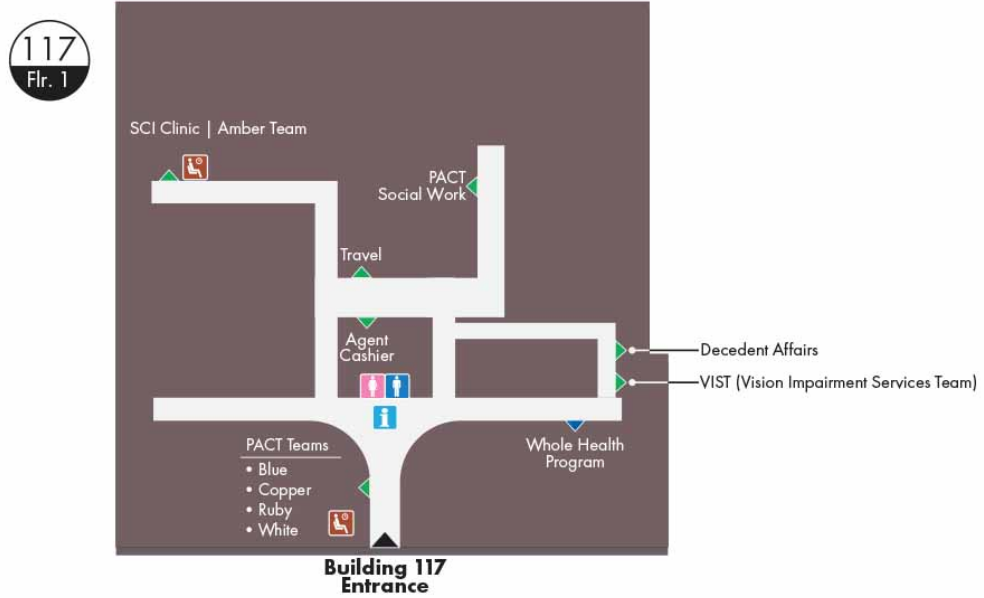 117
Flr. 1
SCI Clinic | Amber Team
PACT
Social Work
Travel
Agent
Cashier
Decedent Affairs
VIST (Vision Impairment Services Team)
i
PACT Teams
• Blue
• Copper
• Ruby
• White
Whole Health
Program
Building 117
Entrance